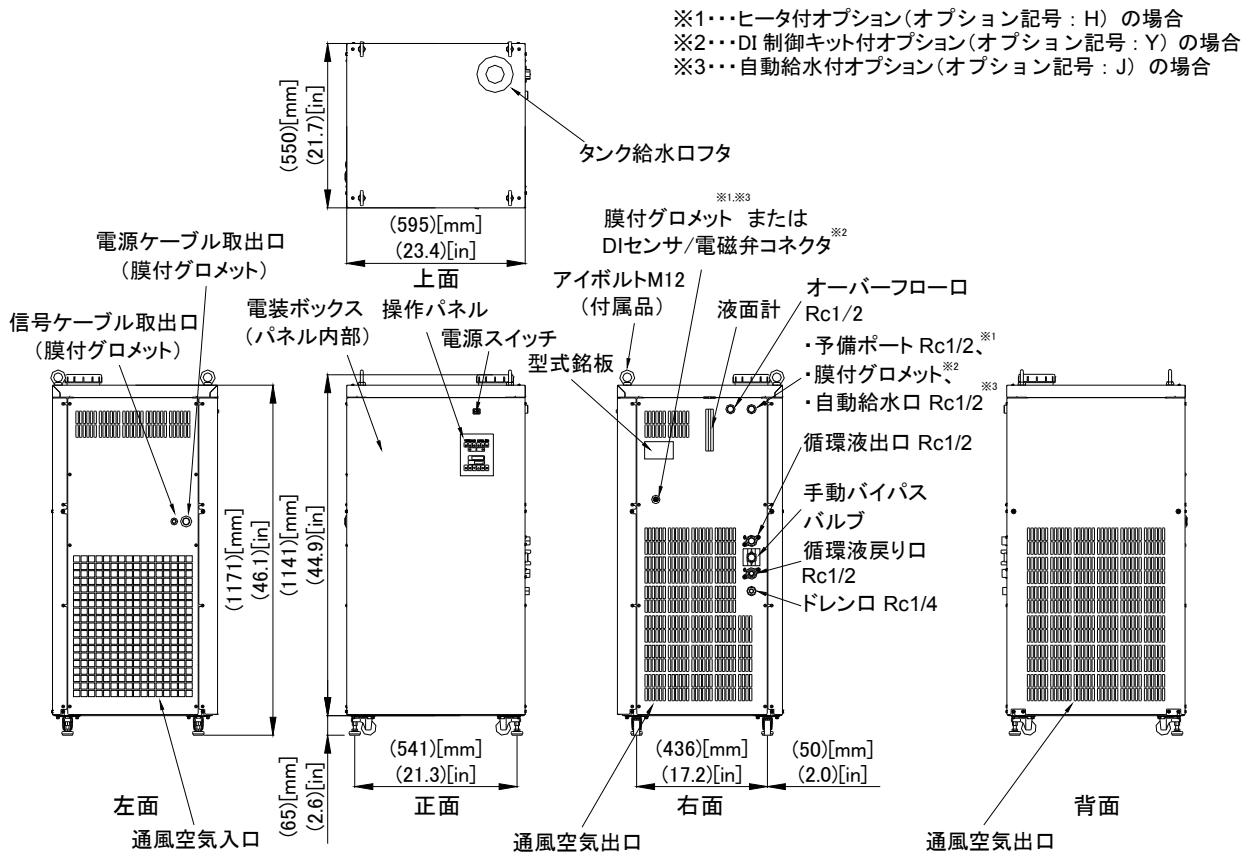 ※1･･･ヒータ付オプション(オプション記号：H) の場合
※2･･･DI 制御キット付オプション(オプション記号：Y) の場合
※3･･･自動給水付オプション(オプション記号：J) の場合
(550)[mm]
(21.7)[in]
タンク給水口フタ
(595)[mm]
(23.4)[in]
上面
電源ケーブル取出口
(膜付グロメット)
信号ケーブル取出口
(膜付グロメット)
電装ボックス
(パネル内部)
操作パネル
電源スイッチ
型式銘板
アイボルトM12
(付属品)
膜付グロメット※1.※3 または
DIセンサ/電磁弁コネクタ※2
液面計
オーバーフロー口
Rc1/2
・予備ポート Rc1/2、※1
・膜付グロメット、※2
・自動給水口 Rc1/2※3
循環液出口 Rc1/2
手動バイパス
バルブ
循環液戻り口
Rc1/2
ドレン口 Rc1/4
(1171)[mm]
(46.1)[in]
(1141)[mm]
(44.9)[in]
(65)[mm]
(2.6)[in]
(541)[mm]
(21.3)[in]
(436)[mm]
(17.2)[in]
(50)[mm]
(2.0)[in]
左面
正面
右面
背面
通風空気入口
通風空気出口
通風空気出口